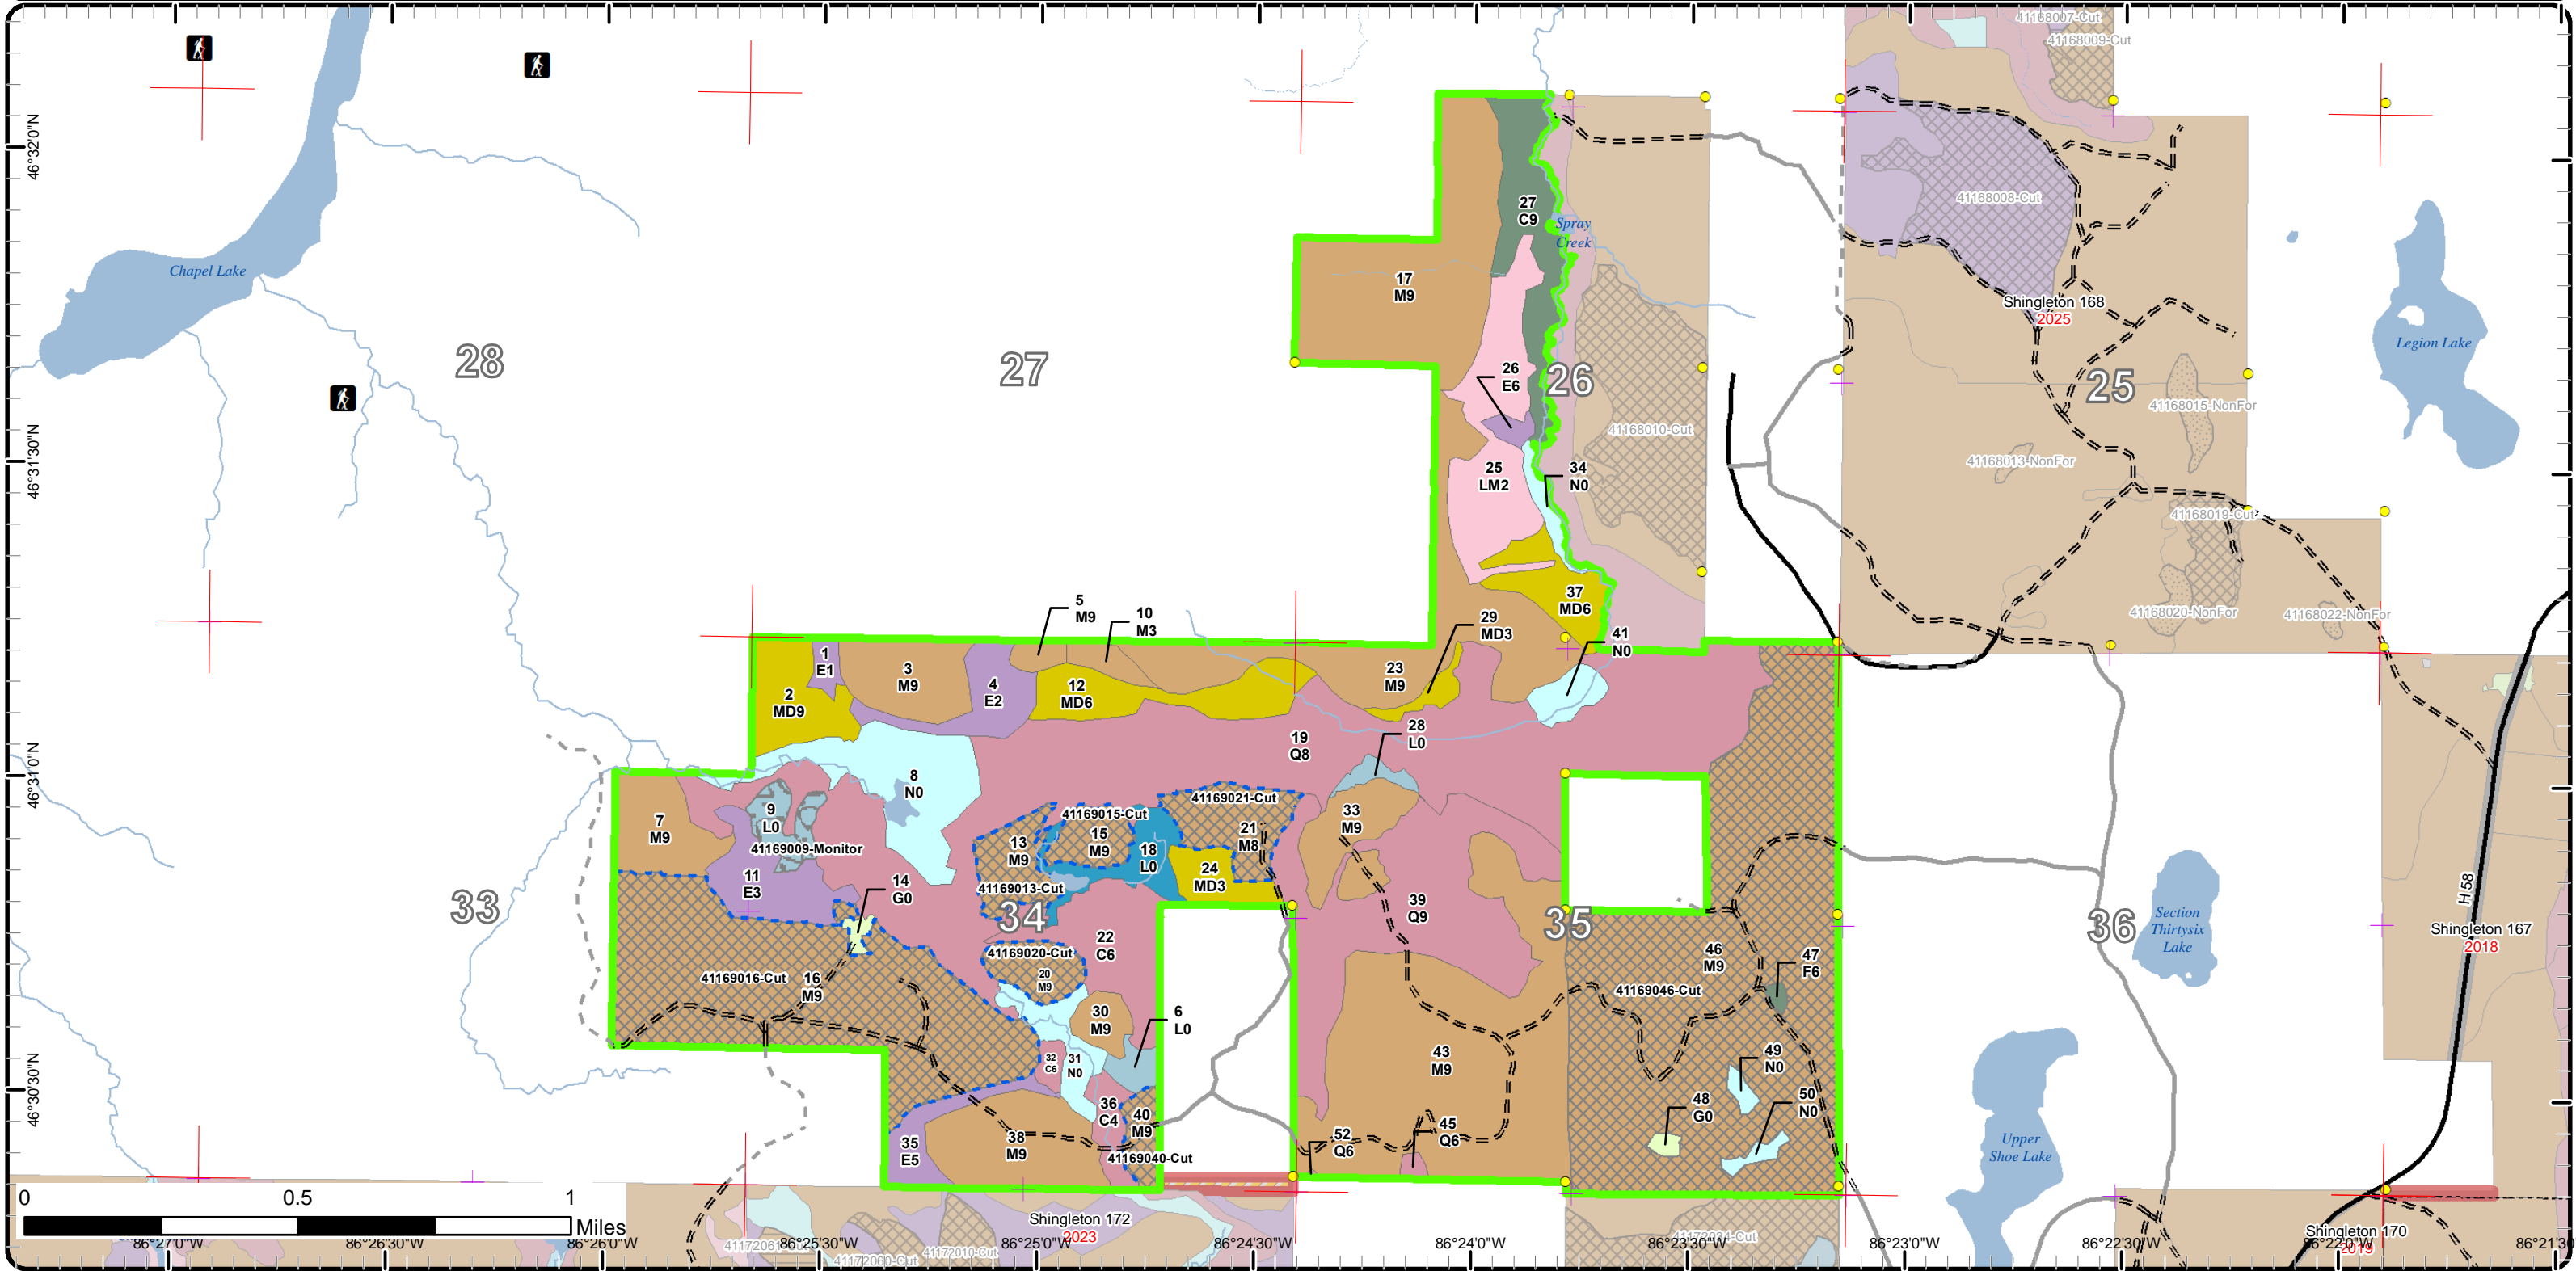 41168007-Cut
41168009-Cut
46°32'0"N
Chapel Lake
27
C9
Spray
Creek
41168008-Cut
17
M9
Shingleton 168
2025
Legion Lake
28
27
26
25
26
E6
41168015-NonFor
41168010-Cut
41168013-NonFor
46°31'30"N
25
LM2
34
N0
41168019-Cut
37
MD6
5
M9
10
M3
29
MD3
41168020-NonFor
41168022-NonFor
41
N0
1
E1
3
M9
4
E2
12
MD6
23
M9
2
MD9
28
L0
19
Q8
46°31'0"N
8
N0
41169021-Cut
9
L0
41169015-Cut
7
M9
13
M9
15
M9
21
M8
33
M9
41169009-Monitor
18
L0
24
MD3
11
E3
14
G0
41169013-Cut
H 58
39
Q9
33
34
35
36
Section
Thirtysix
Lake
Shingleton 167
2018
22
C6
41169020-Cut
46
M9
47
F6
41169016-Cut
16
M9
20
M9
41169046-Cut
30
M9
6
L0
32
C6
31
N0
43
M9
49
N0
46°30'30"N
36
C4
40
M9
48
G0
50
N0
35
E5
38
M9
52
Q6
45
Q6
Upper
Shoe Lake
41169040-Cut
0
0.5
1
Miles
Shingleton 172
2023
Shingleton 170
2019
41172010-Cut
41172060-Cut
86°27'0"W
86°26'30"W
86°26'0"W
86°25'30"W
86°25'0"W
86°24'30"W
86°24'0"W
86°23'30"W
86°23'0"W
86°22'30"W
86°22'0"W
86°21'30